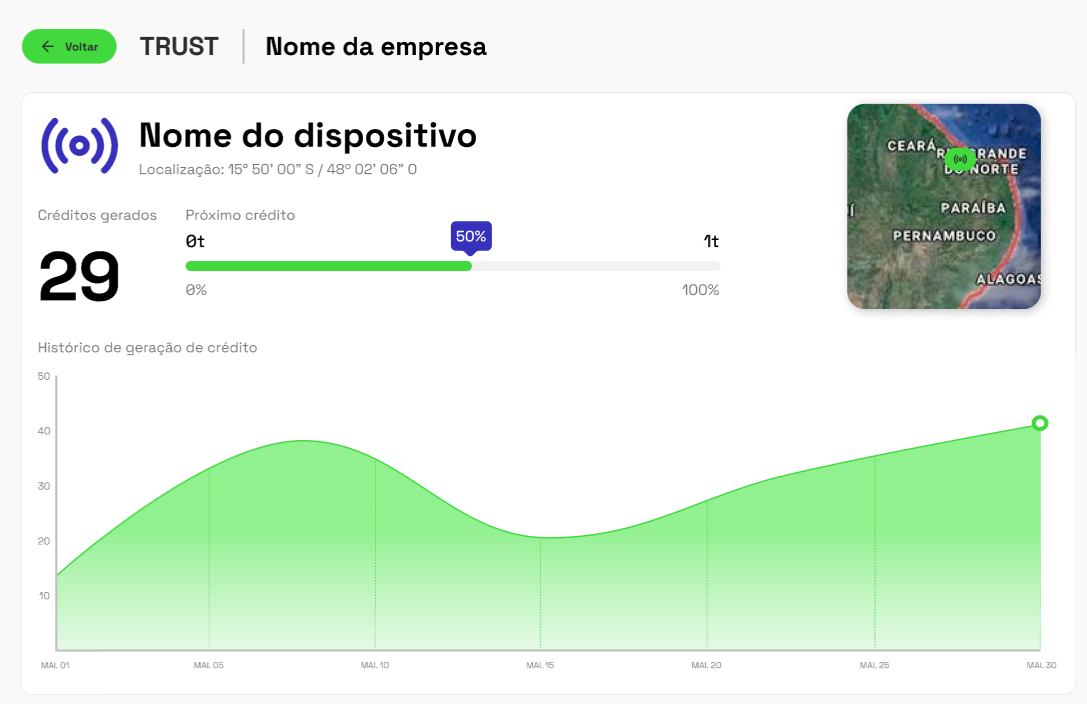 Voltar
TRUST
Nome da empresa
Nome do dispositivo
Localização: 15° 50' 00" S / 48º 02' 06" O
Créditos gerados
29
Próximo crédito
0t
50%
1t
0%
100%
CEARÁ
GRANDE
DO NORTE
PARAÍBA
PERNAMBUCO
ALAGOAS
Histórico de geração de crédito
50
40
30
20
10
MAI. 01
MAI. 05
MAI. 10
MAI. 15
MAI. 20
MAI. 25
MAI. 30